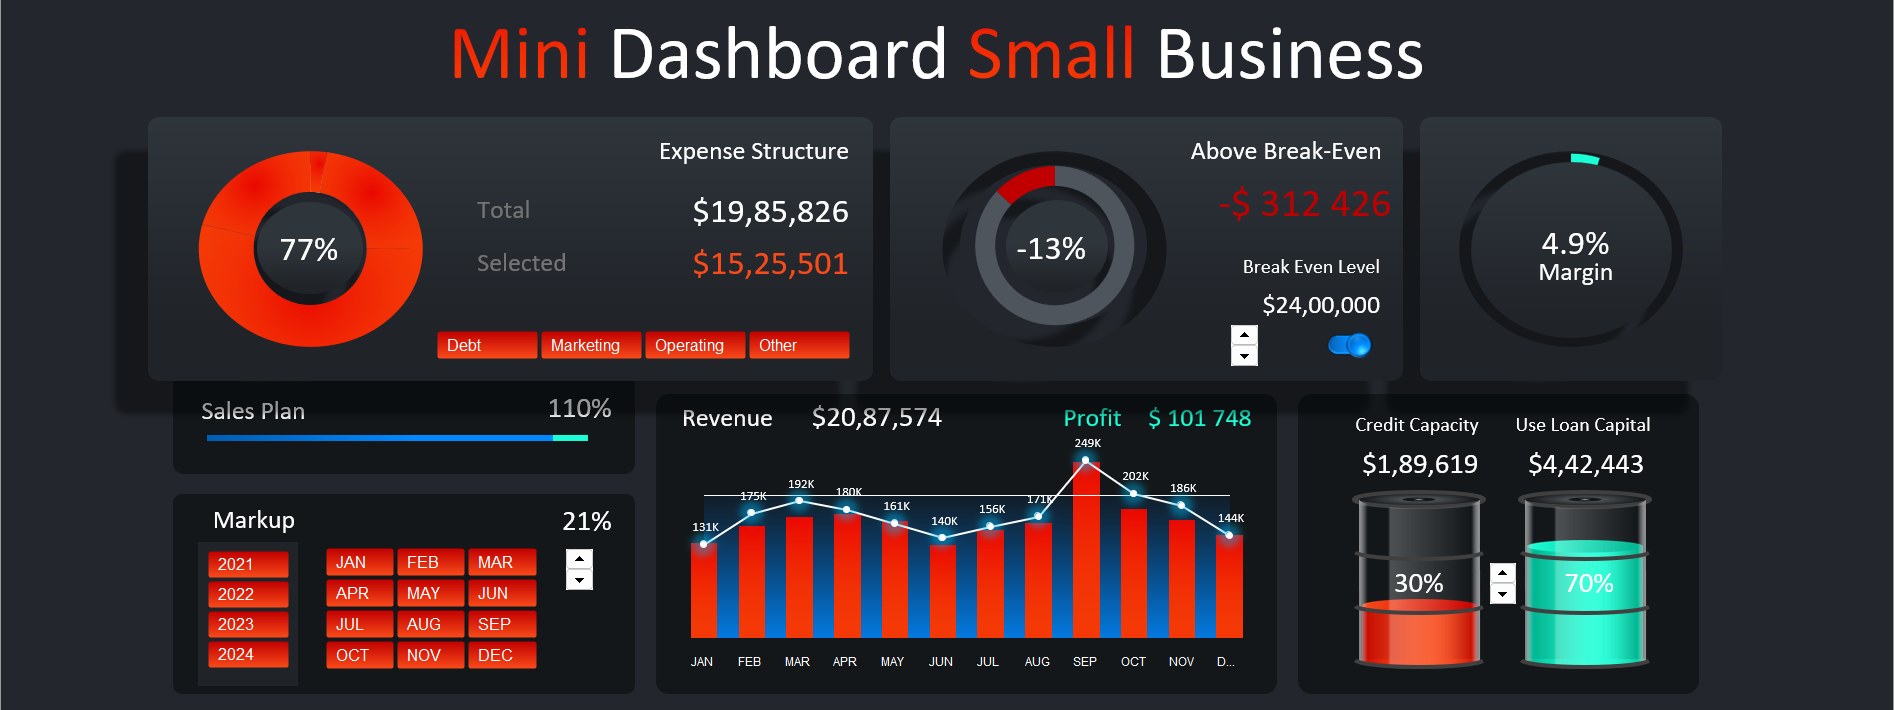 Mini Dashboard Small Business
Expense Structure
Total $19,85,826
Selected $15,25,501
77%
Debt Marketing Operating Other
Above Break-Even
-$ 312 426
-13%
Break Even Level
$24,00,000
4.9%
Margin
Sales Plan 110%
Markup 21%
2021
2022
2023
2024
JAN FEB MAR
APR MAY JUN
JUL AUG SEP
OCT NOV DEC
Revenue $20,87,574 Profit $ 101 748
131K 175K 192K 180K 161K 140K 156K 171K 249K 202K 186K 144K
JAN FEB MAR APR MAY JUN JUL AUG SEP OCT NOV D...
Credit Capacity Use Loan Capital
$1,89,619 $4,42,443
30% 70%